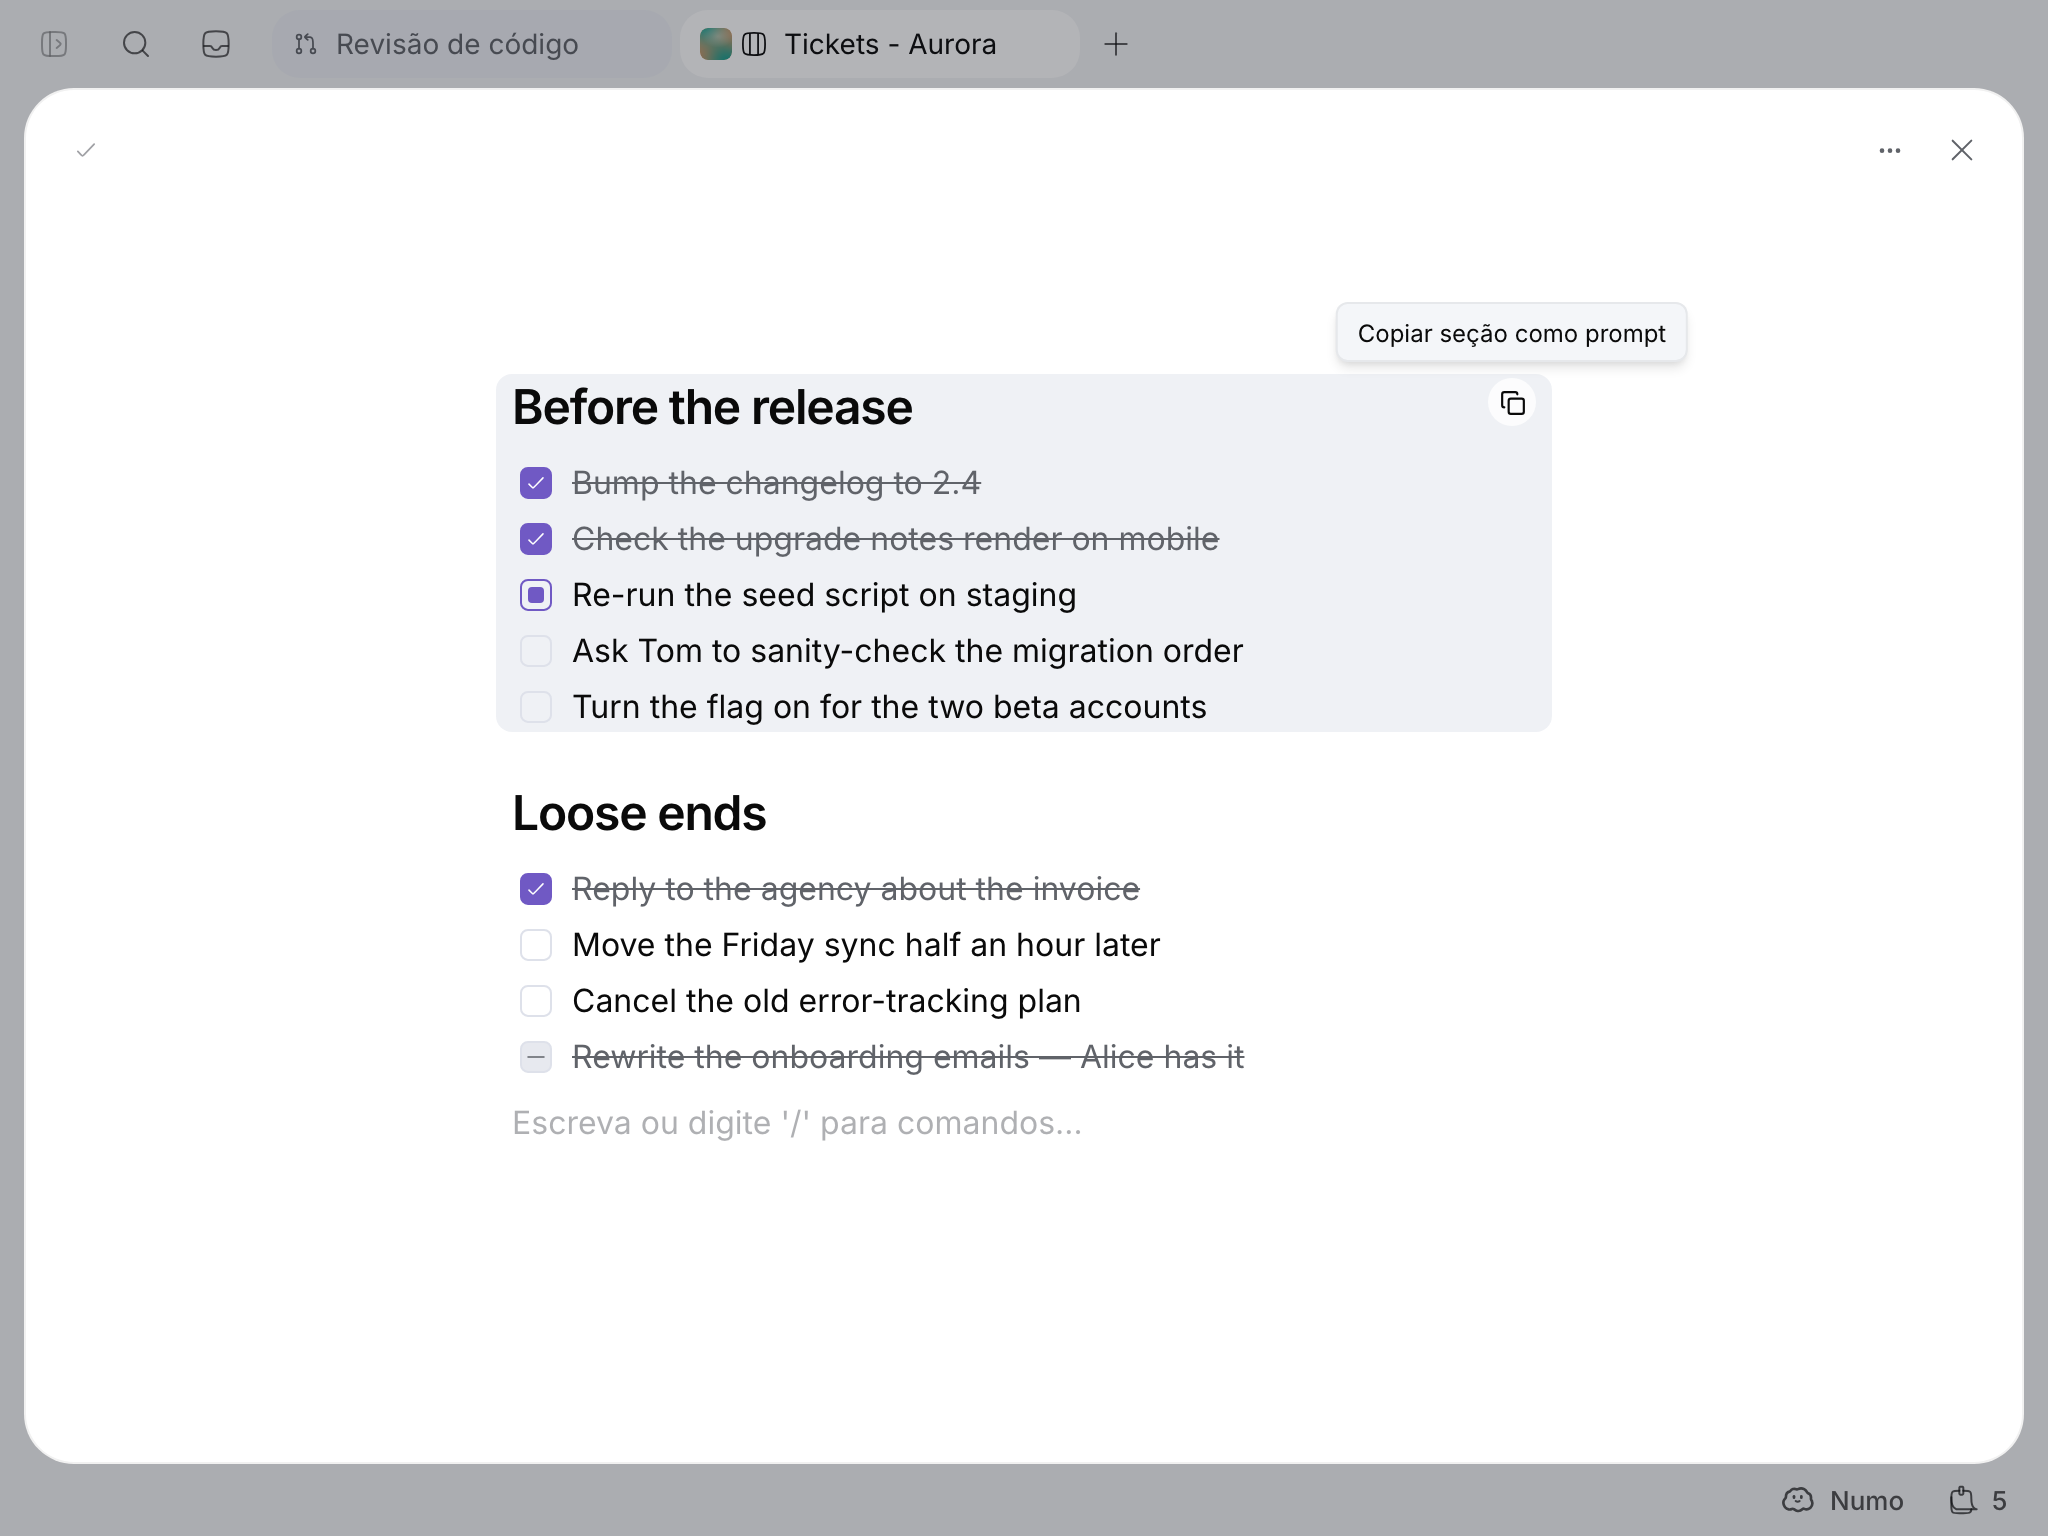 Revisão de código
Tickets - Aurora
Copiar seção como prompt
Before the release
Bump the changelog to 2.4
Check the upgrade notes render on mobile
Re-run the seed script on staging
Ask Tom to sanity-check the migration order
Turn the flag on for the two beta accounts
Loose ends
Reply to the agency about the invoice
Move the Friday sync half an hour later
Cancel the old error-tracking plan
Rewrite the onboarding emails — Alice has it
Escreva ou digite '/' para comandos...
Numo
5